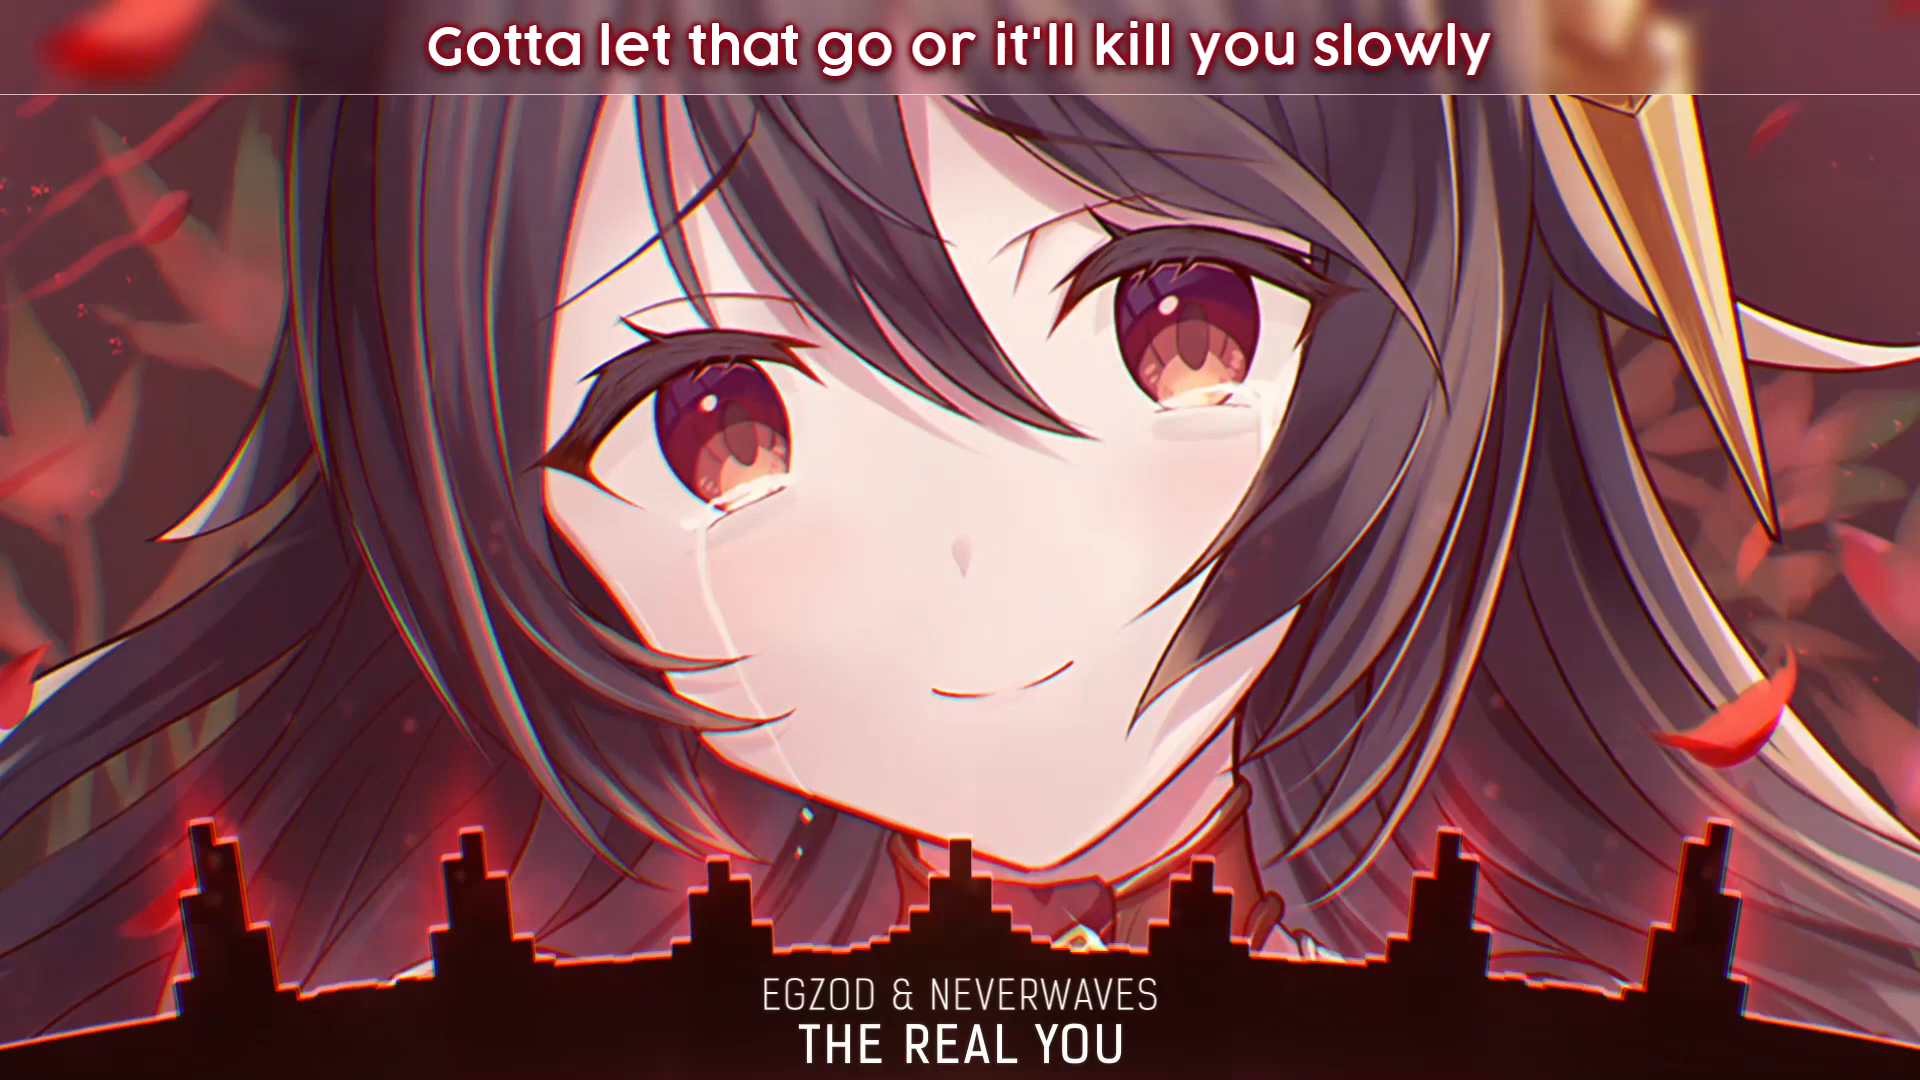 Gotta let that go or it'll kill you slowly
EGZOD & NEVERWAVES
THE REAL YOU